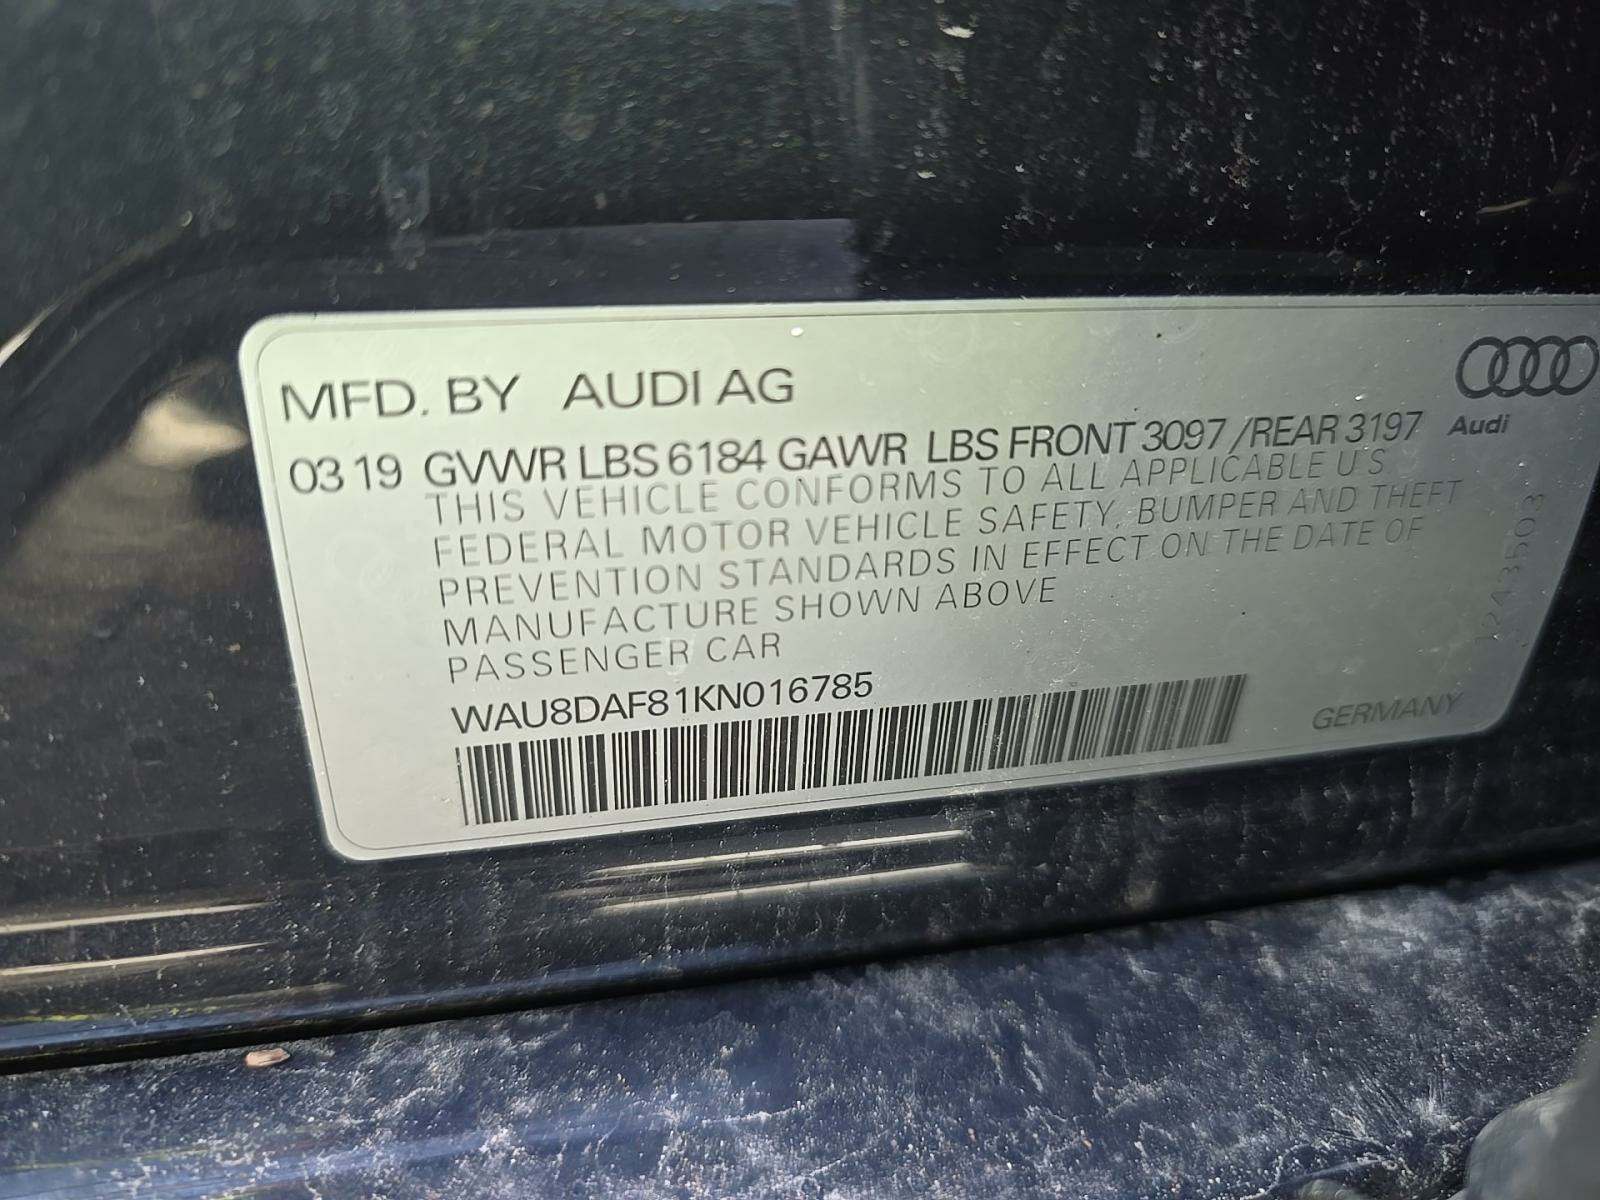 MFD. BY AUDI AG
03 19 GVWR LBS 6184 GAWR LBS FRONT 3097 /REAR 3197
Audi
THIS VEHICLE CONFORMS TO ALL APPLICABLE U S
FEDERAL MOTOR VEHICLE SAFETY, BUMPER AND THEFT
PREVENTION STANDARDS IN EFFECT ON THE DATE OF
MANUFACTURE SHOWN ABOVE
PASSENGER CAR
WAU8DAF81KN016785
GERMANY